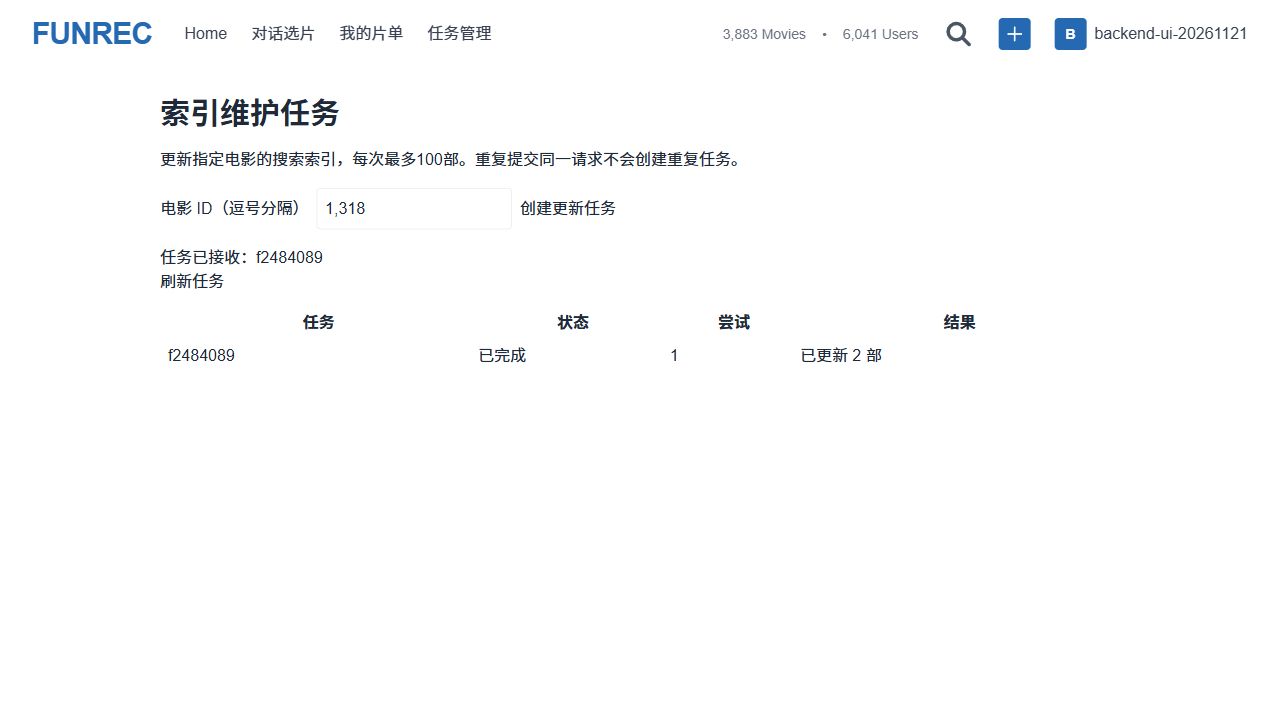 FUNREC Home 对话选片 我的片单 任务管理 3,883 Movies • 6,041 Users B backend-ui-20261121
索引维护任务
更新指定电影的搜索索引，每次最多100部。重复提交同一请求不会创建重复任务。
电影 ID（逗号分隔） 1,318 创建更新任务
任务已接收：f2484089
刷新任务
任务 状态 尝试 结果
f2484089 已完成 1 已更新 2 部